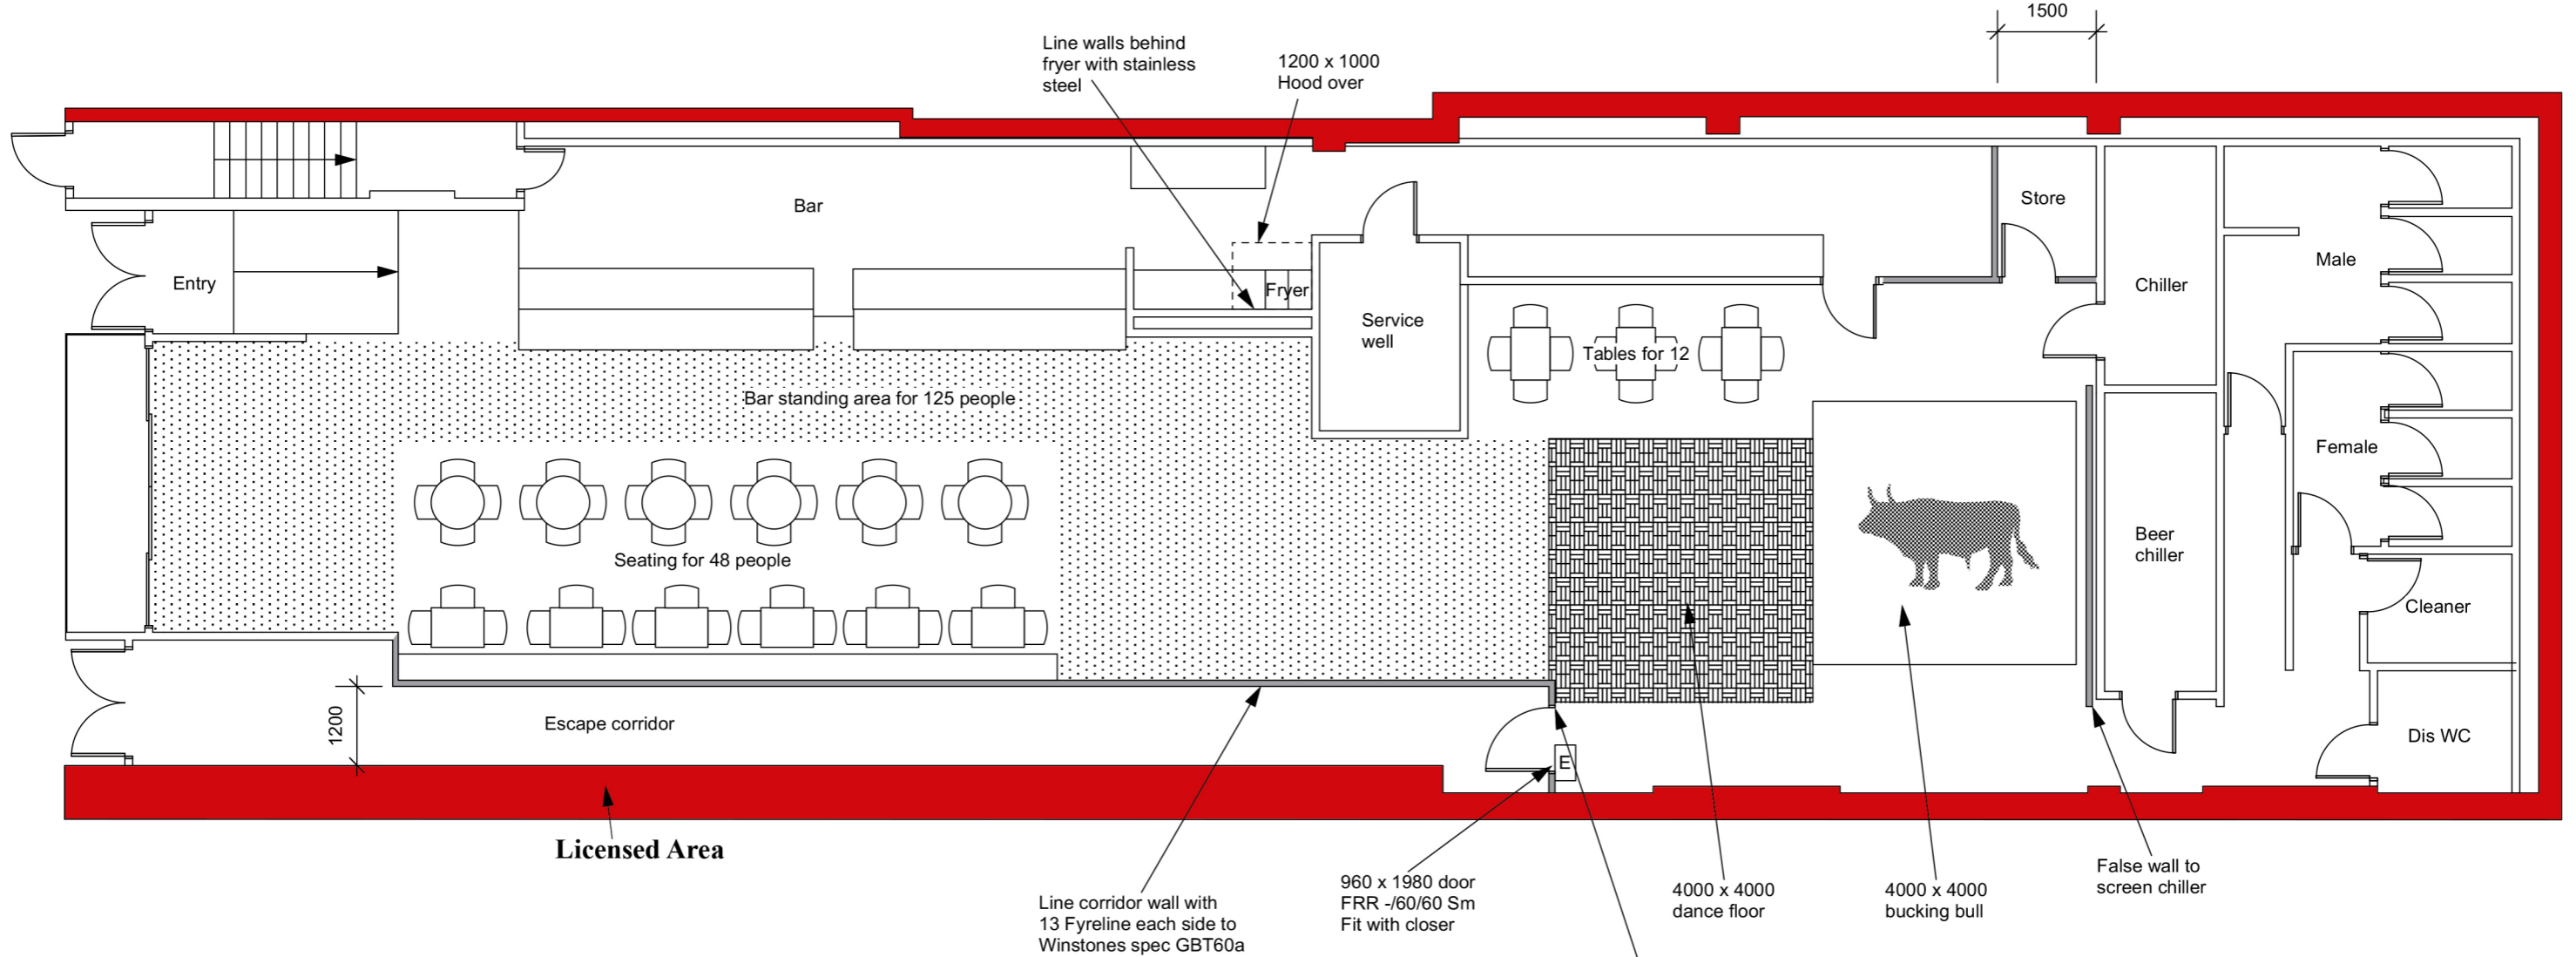 1500
Line walls behind
fryer with stainless
steel
1200 x 1000
Hood over
Bar
Store
Entry
Fryer
Service
well
Chiller
Male
Tables for 12
Bar standing area for 125 people
Female
Seating for 48 people
Beer
chiller
Cleaner
1200
Escape corridor
E
Dis WC
Licensed Area
Line corridor wall with
13 Fyreline each side to
Winstones spec GBT60a
960 x 1980 door
FRR -/60/60 Sm
Fit with closer
4000 x 4000
dance floor
4000 x 4000
bucking bull
False wall to
screen chiller